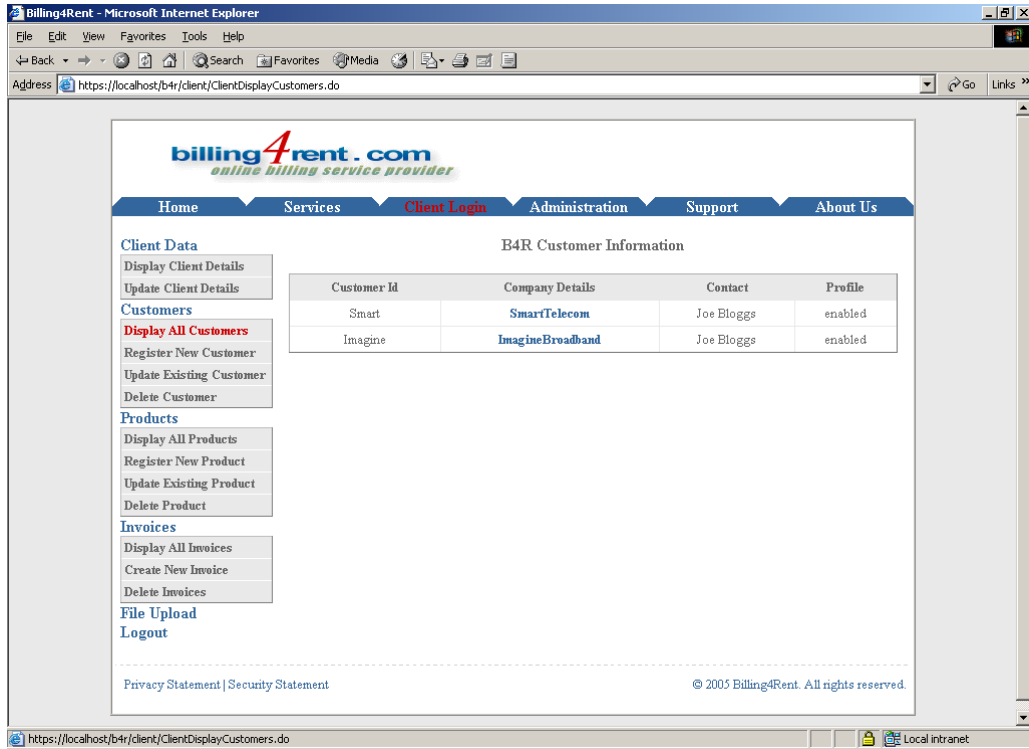 Billing4Rent - Microsoft Internet Explorer
File Edit View Favorites Tools Help
Back Search Favorites Media
Address https://localhost/b4r/client/ClientDisplayCustomers.do Go Links »
billing4rent.com
online billing service provider
Home Services Client Login Administration Support About Us
Client Data
Display Client Details
Update Client Details
Customers
Display All Customers
Register New Customer
Update Existing Customer
Delete Customer
Products
Display All Products
Register New Product
Update Existing Product
Delete Product
Invoices
Display All Invoices
Create New Invoice
Delete Invoices
File Upload
Logout
B4R Customer Information
Customer Id Company Details Contact Profile
Smart SmartTelecom Joe Bloggs enabled
Imagine ImagineBroadband Joe Bloggs enabled
Privacy Statement | Security Statement © 2005 Billing4Rent. All rights reserved.
https://localhost/b4r/client/ClientDisplayCustomers.do Local intranet